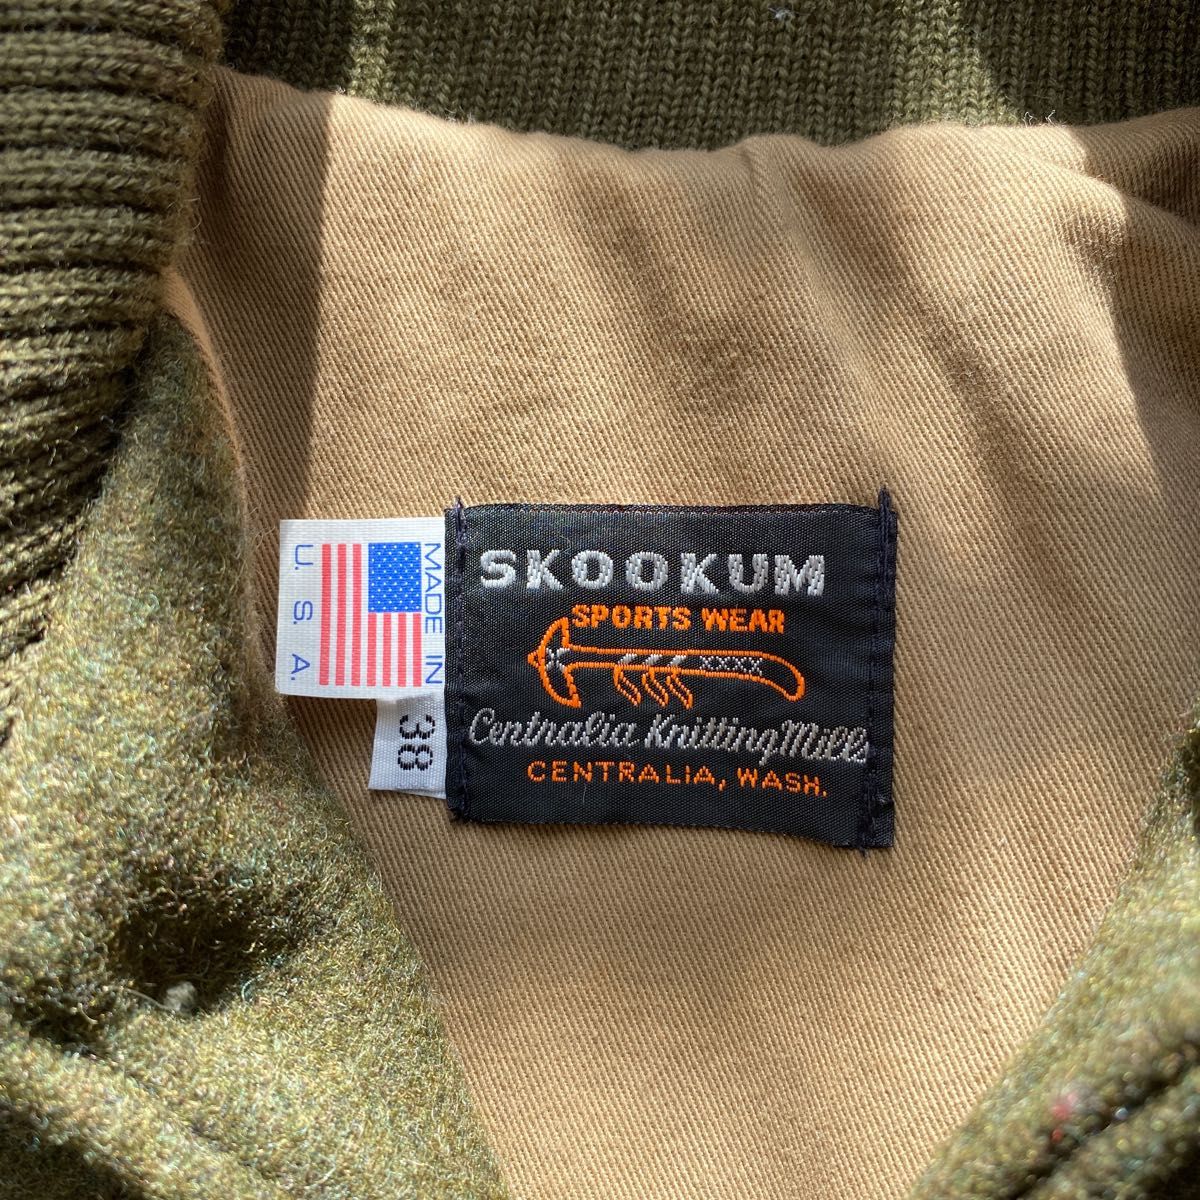 SKOOKUM
SPORTS WEAR
Centralia Knitting Mills
CENTRALIA, WASH.
MADE IN
U. S. A.
38